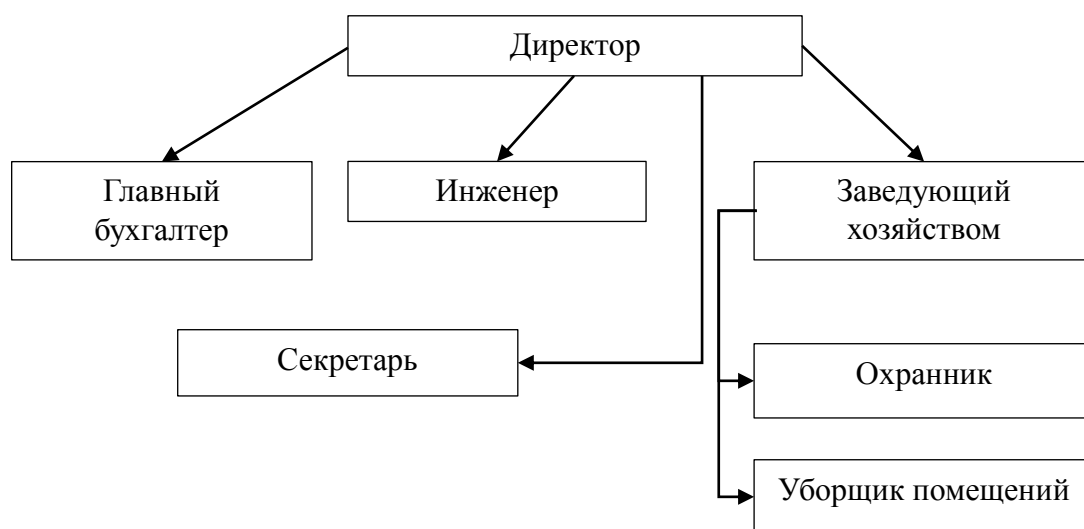 Директор
Главный
бухгалтер
Инженер
Заведующий
хозяйством
Секретарь
Охранник
Уборщик помещений